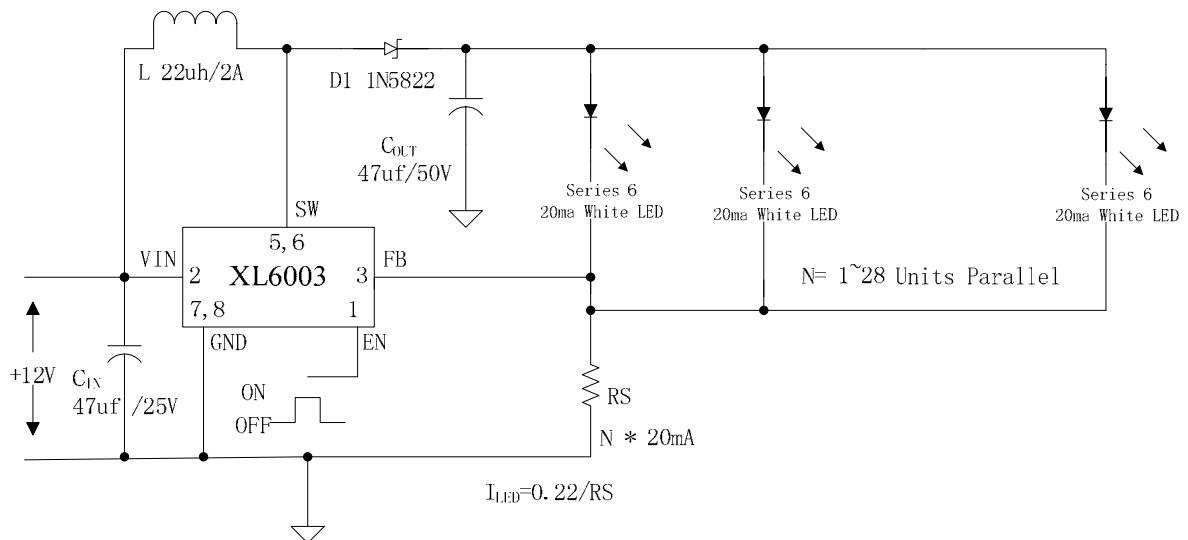 L 22uh/2A
D1 1N5822
COUT
47uf/50V
Series 6
20ma White LED
Series 6
20ma White LED
Series 6
20ma White LED
SW
5,6
VIN
2
XL6003
3
FB
7,8
1
GND
EN
N= 1~28 Units Parallel
+12V
CIN
47uf /25V
ON
OFF
RS
N * 20mA
ILED=0.22/RS